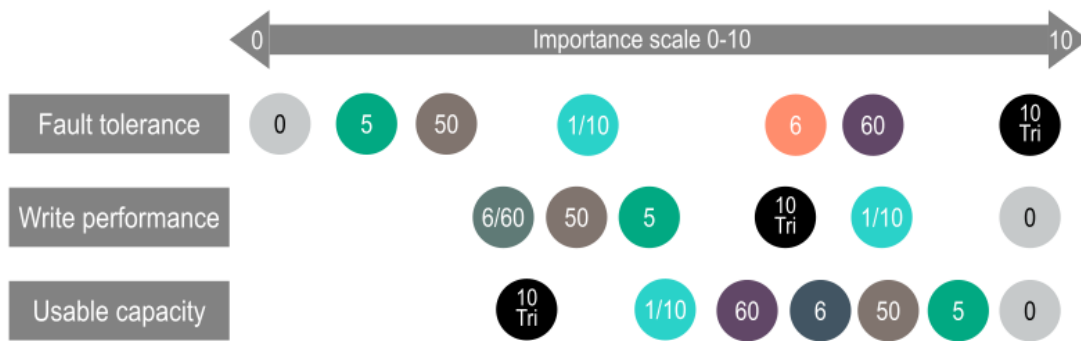 0 Importance scale 0-10 10
Fault tolerance 0 5 50 1/10 6 60 10 Tri
Write performance 6/60 50 5 10 Tri 1/10 0
Usable capacity 10 Tri 1/10 60 6 50 5 0